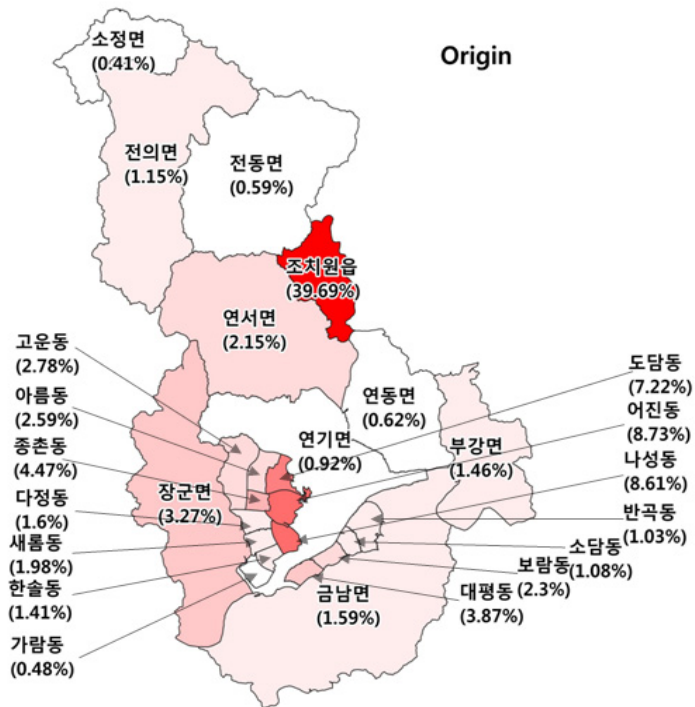 Origin
소정면
(0.41%)
전의면
(1.15%)
전동면
(0.59%)
조치원읍
(39.69%)
연서면
(2.15%)
고운동
(2.78%)
아름동
(2.59%)
종촌동
(4.47%)
다정동
(1.6%)
새롬동
(1.98%)
한솔동
(1.41%)
가람동
(0.48%)
장군면
(3.27%)
연기면
(0.92%)
연동면
(0.62%)
부강면
(1.46%)
금남면
(1.59%)
도담동
(7.22%)
어진동
(8.73%)
나성동
(8.61%)
반곡동
(1.03%)
소담동
(1.08%)
보람동
(2.3%)
대평동
(3.87%)